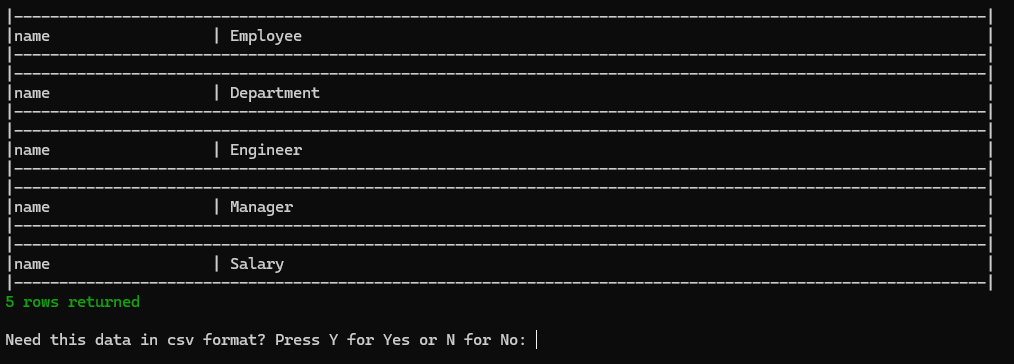 |------------------------------------------------------------------------------------------------------------|
|name                  | Employee                                                                            |
|------------------------------------------------------------------------------------------------------------|
|------------------------------------------------------------------------------------------------------------|
|name                  | Department                                                                          |
|------------------------------------------------------------------------------------------------------------|
|------------------------------------------------------------------------------------------------------------|
|name                  | Engineer                                                                            |
|------------------------------------------------------------------------------------------------------------|
|------------------------------------------------------------------------------------------------------------|
|name                  | Manager                                                                             |
|------------------------------------------------------------------------------------------------------------|
|------------------------------------------------------------------------------------------------------------|
|name                  | Salary                                                                              |
|------------------------------------------------------------------------------------------------------------|
5 rows returned
Need this data in csv format? Press Y for Yes or N for No: